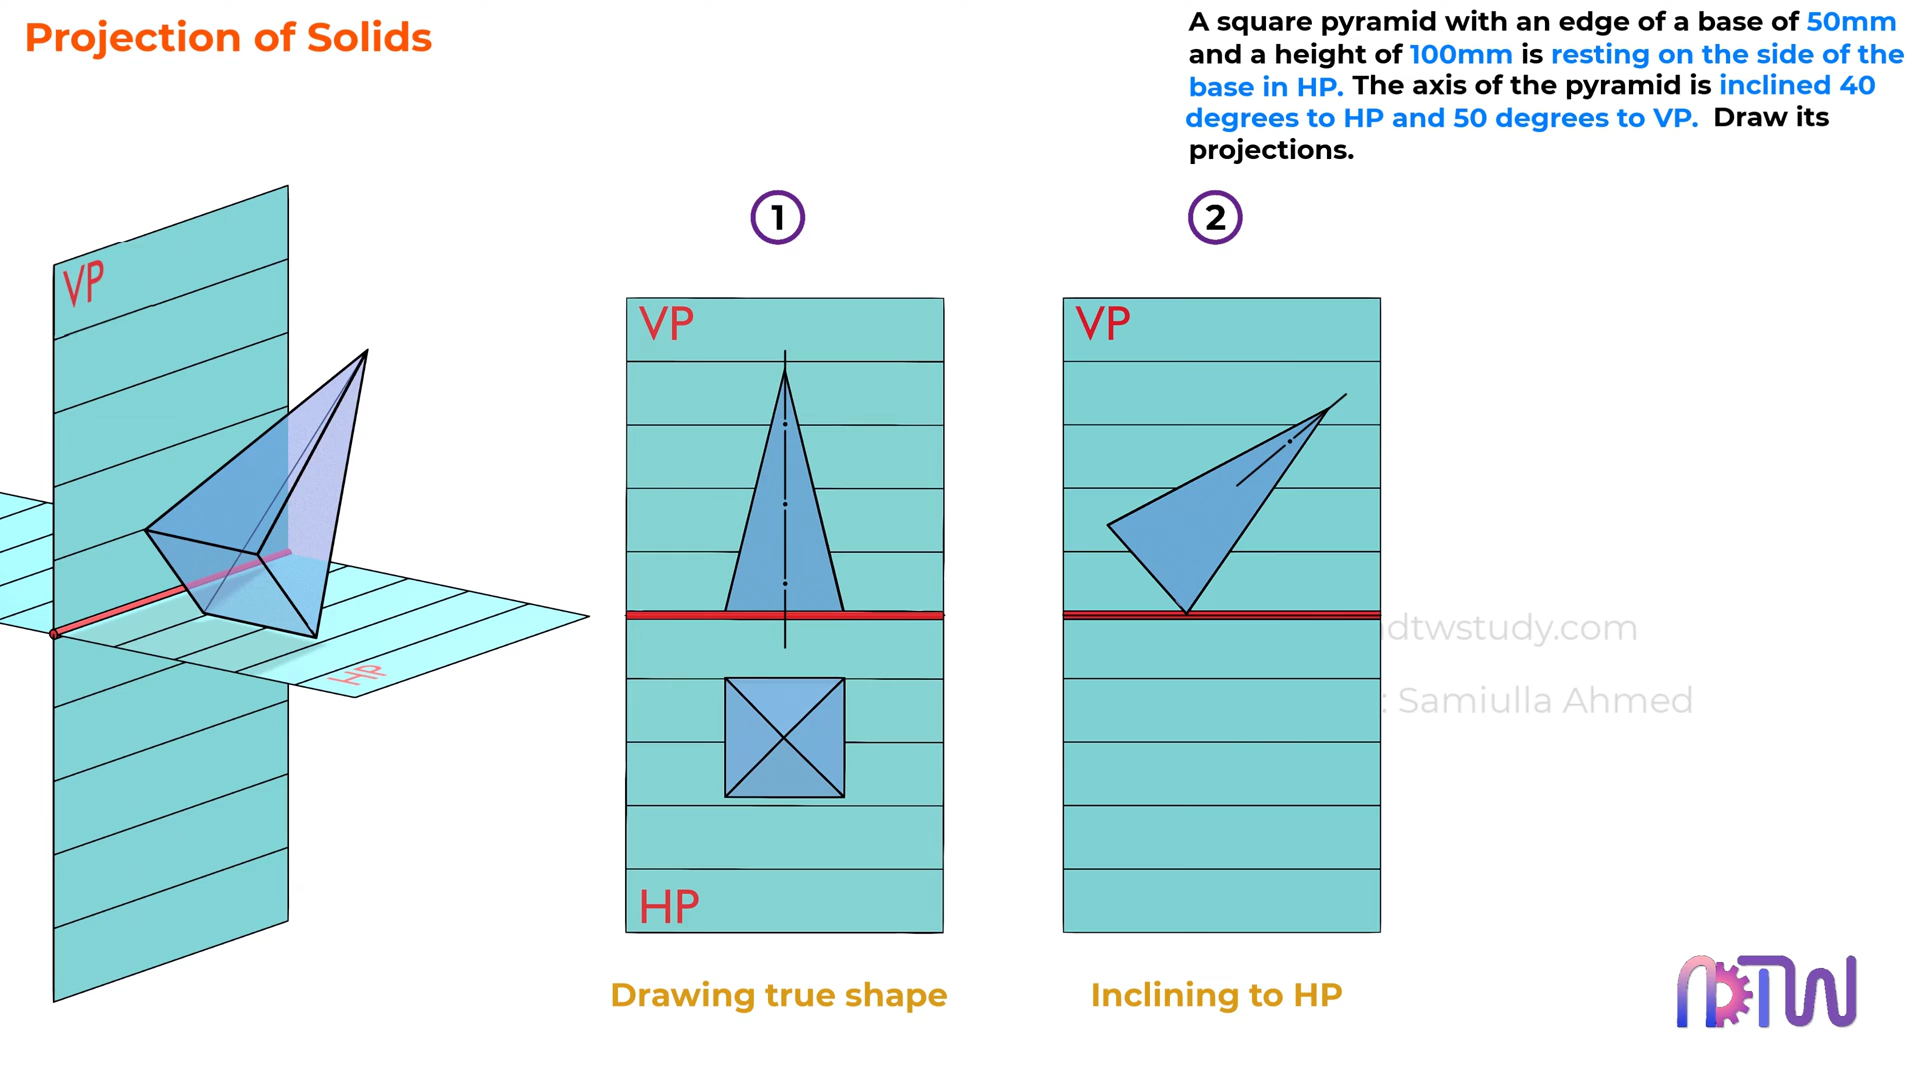 Projection of Solids
A square pyramid with an edge of a base of 50mm
and a height of 100mm is resting on the side of the
base in HP. The axis of the pyramid is inclined 40
degrees to HP and 50 degrees to VP. Draw its
projections.
1
2
VP
VP
VP
HP
dtwstudy.com
: Samiulla Ahmed
HP
Drawing true shape
Inclining to HP
NDTW